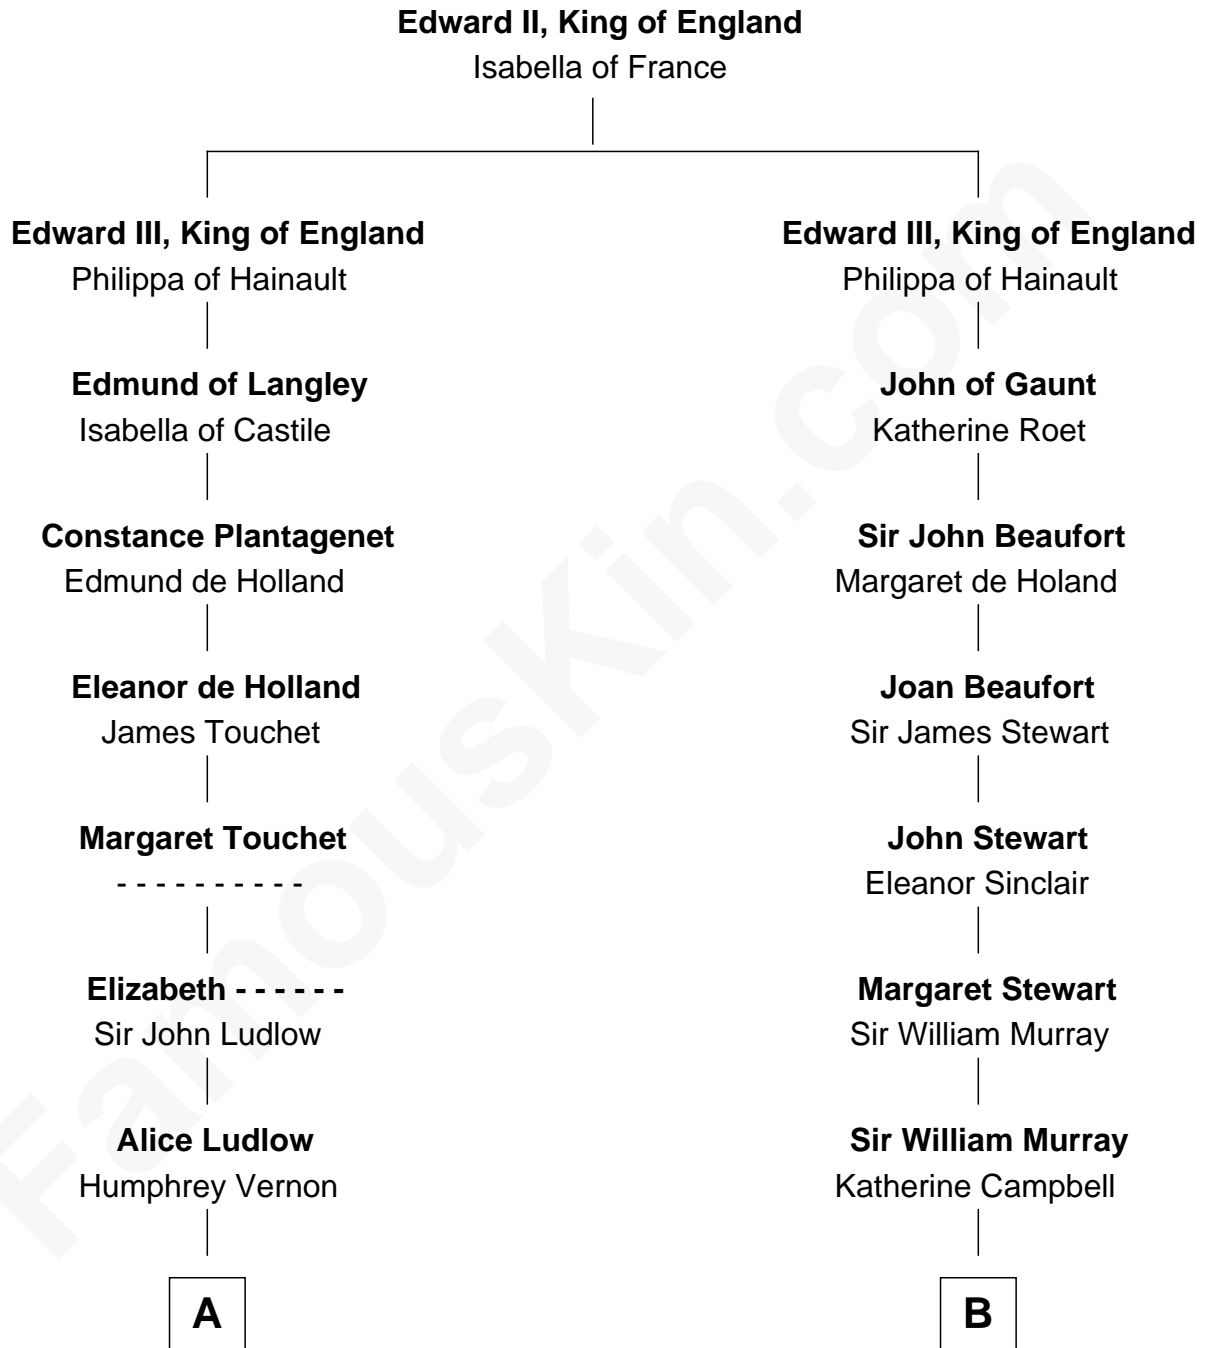 Edward II, King of England
Isabella of France
Edward III, King of England
Philippa of Hainault
Edmund of Langley
Isabella of Castile
Constance Plantagenet
Edmund de Holland
Eleanor de Holland
James Touchet
Margaret Touchet
- - - - - - - - - -
Elizabeth - - - - - -
Sir John Ludlow
Alice Ludlow
Humphrey Vernon
A
Edward III, King of England
Philippa of Hainault
John of Gaunt
Katherine Roet
Sir John Beaufort
Margaret de Holand
Joan Beaufort
Sir James Stewart
John Stewart
Eleanor Sinclair
Margaret Stewart
Sir William Murray
Sir William Murray
Katherine Campbell
B
FamousKin.com